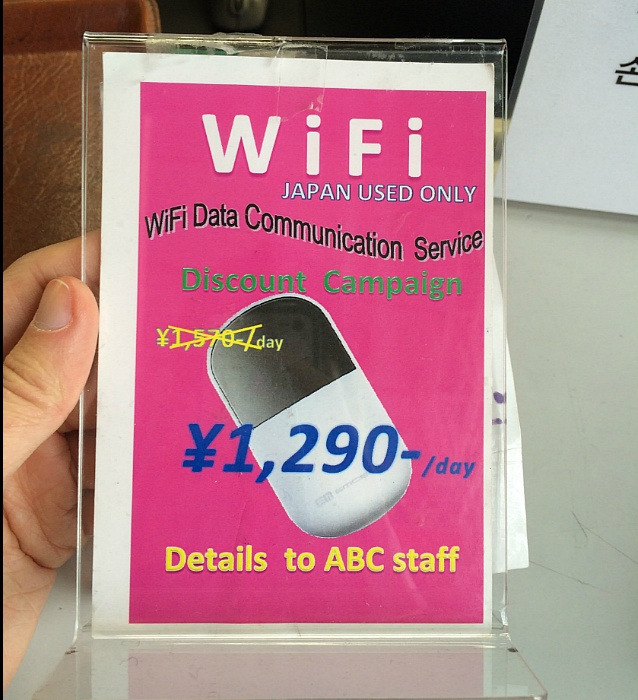 WiFi
JAPAN USED ONLY
WiFi Data Communication Service
Discount Campaign
¥1,570-/day
¥1,290-/day
Details to ABC staff